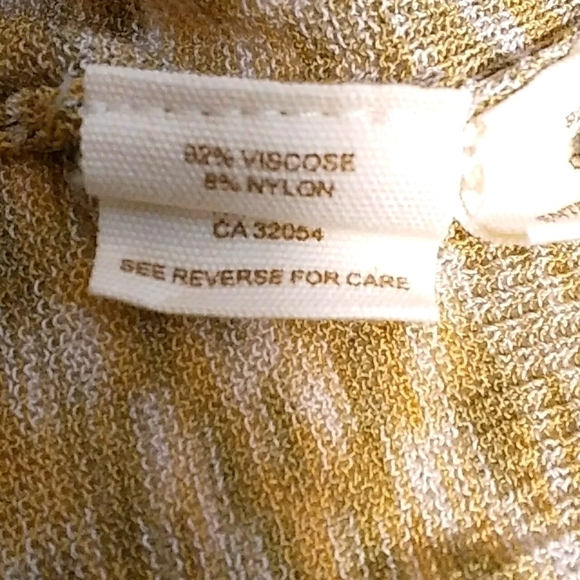 92% VISCOSE
8% NYLON
CA 32054
SEE REVERSE FOR CARE